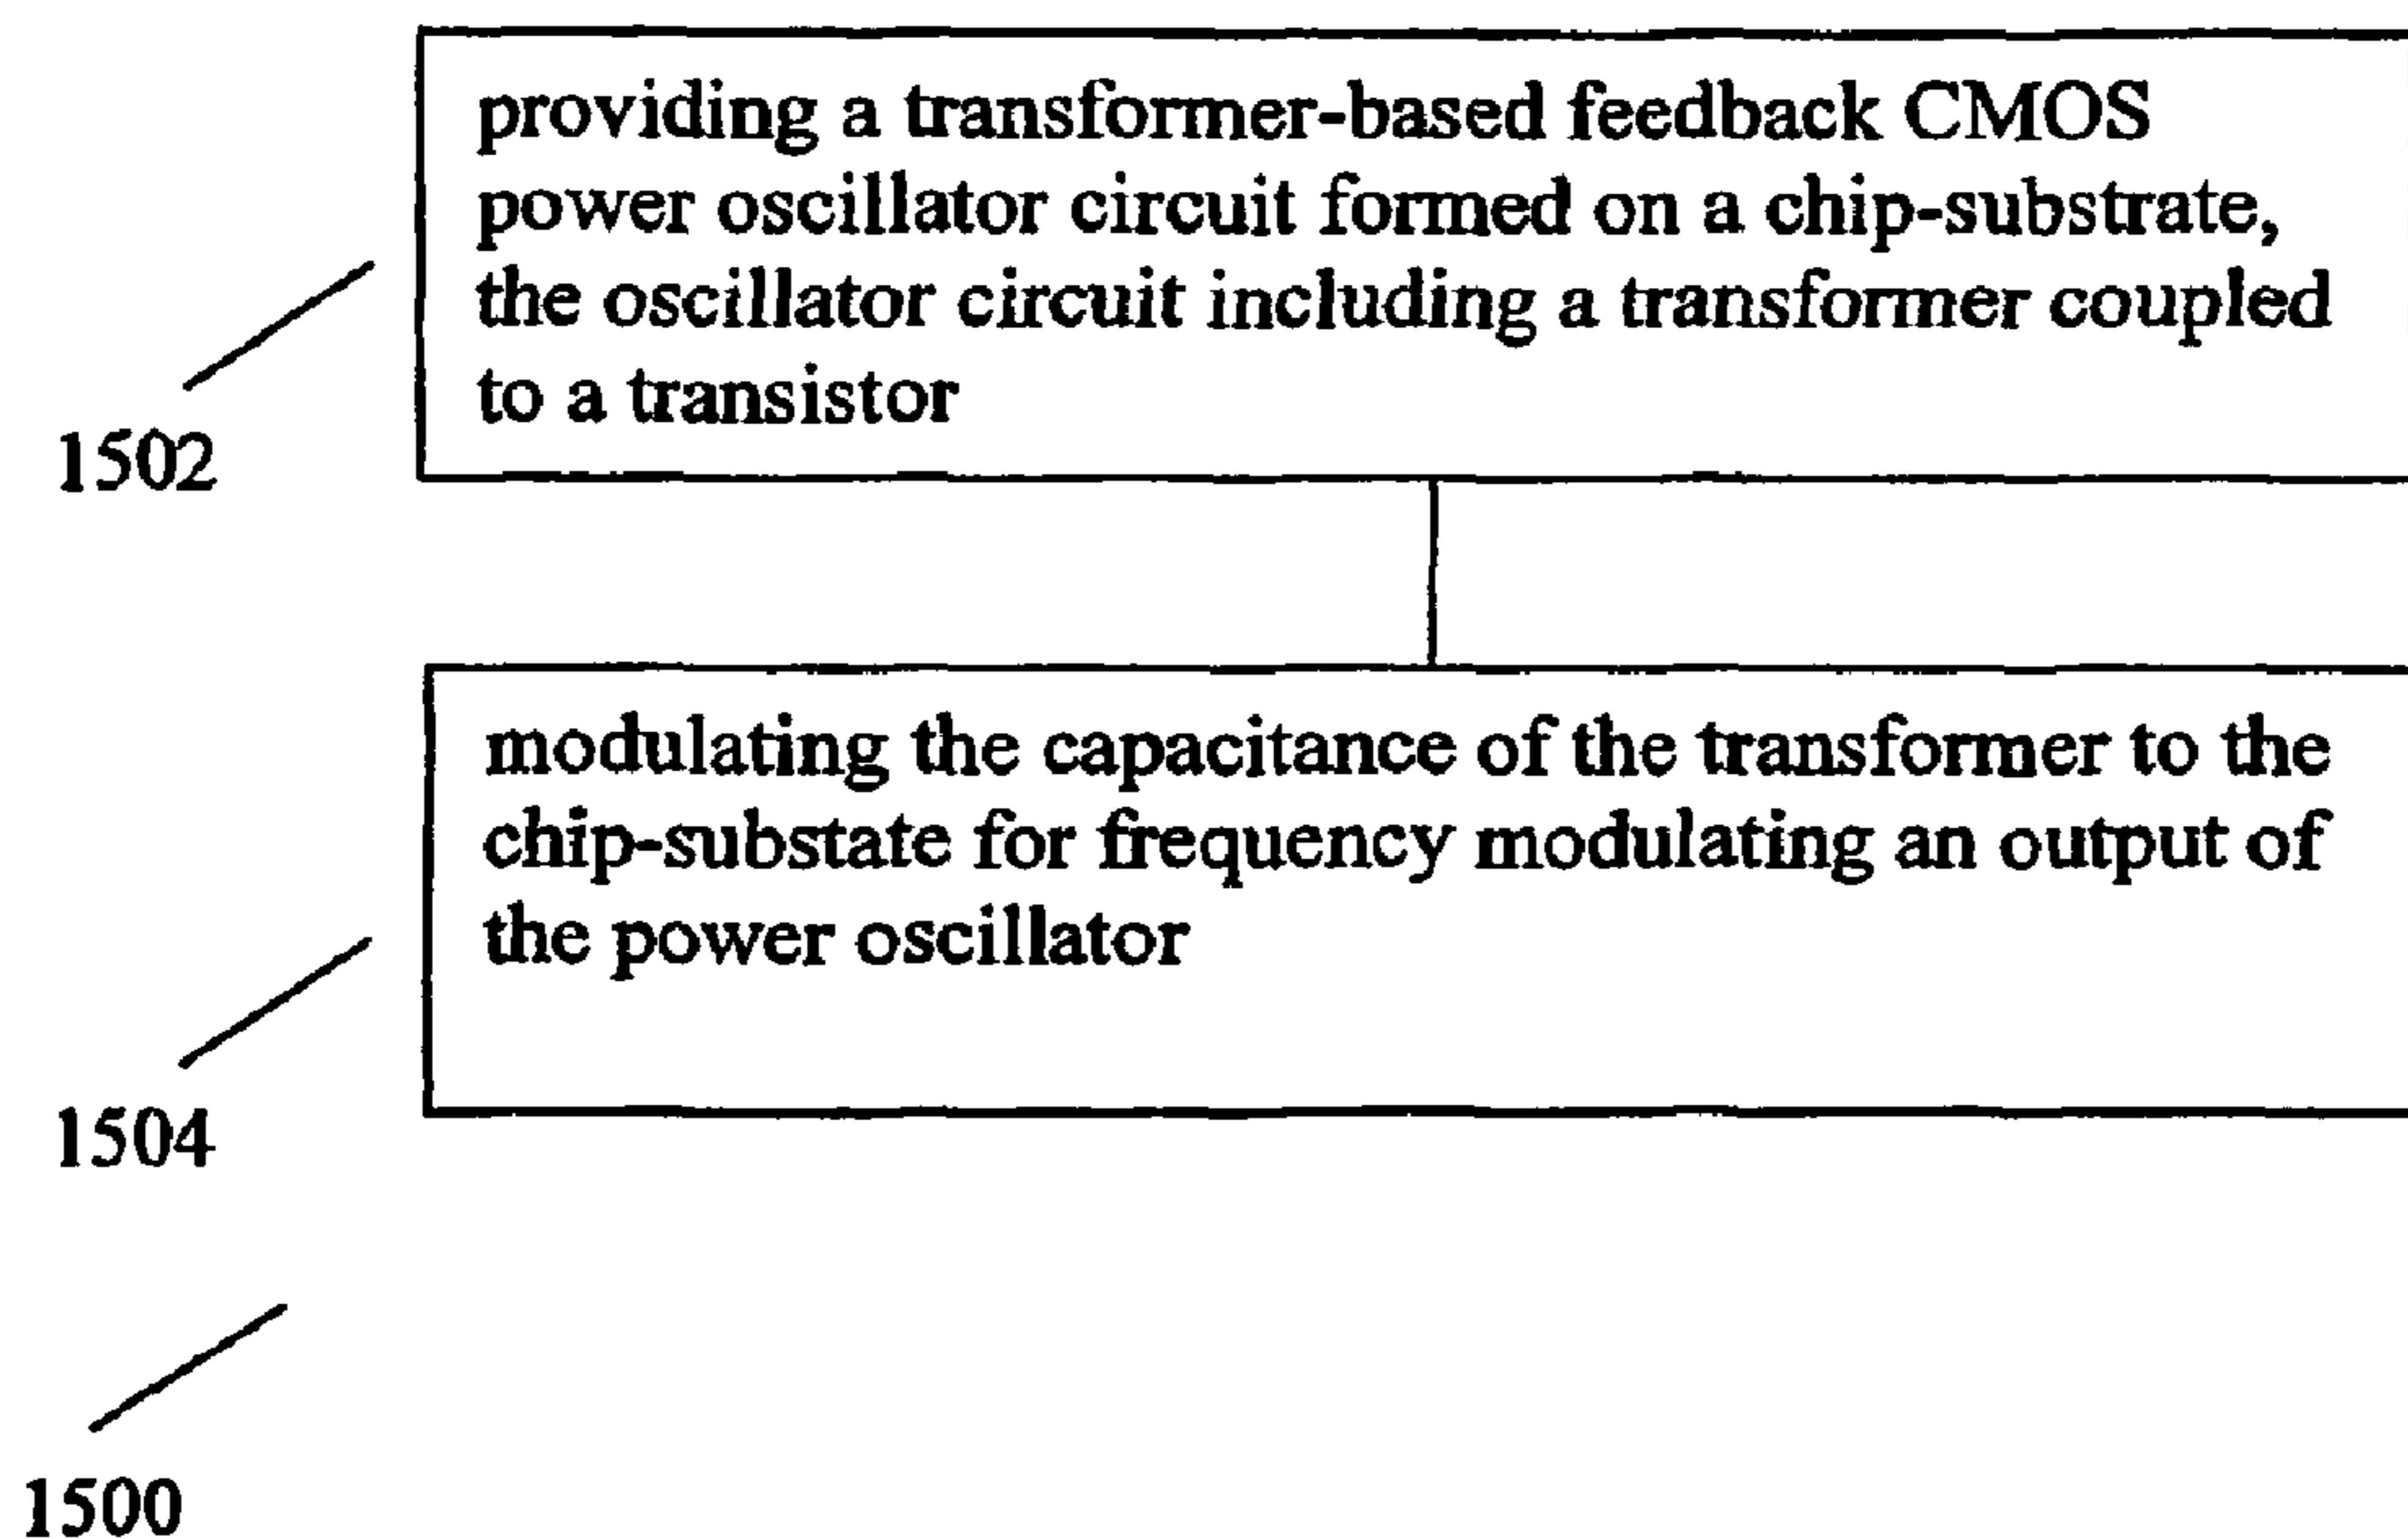 providing a transformer-based feedback CMOS
power oscillator circuit formed on a chip-substrate,
the oscillator circuit including a transformer coupled
to a transistor
1502
modulating the capacitance of the transformer to the
chip-substate for frequency modulating an output of
the power oscillator
1504
1500